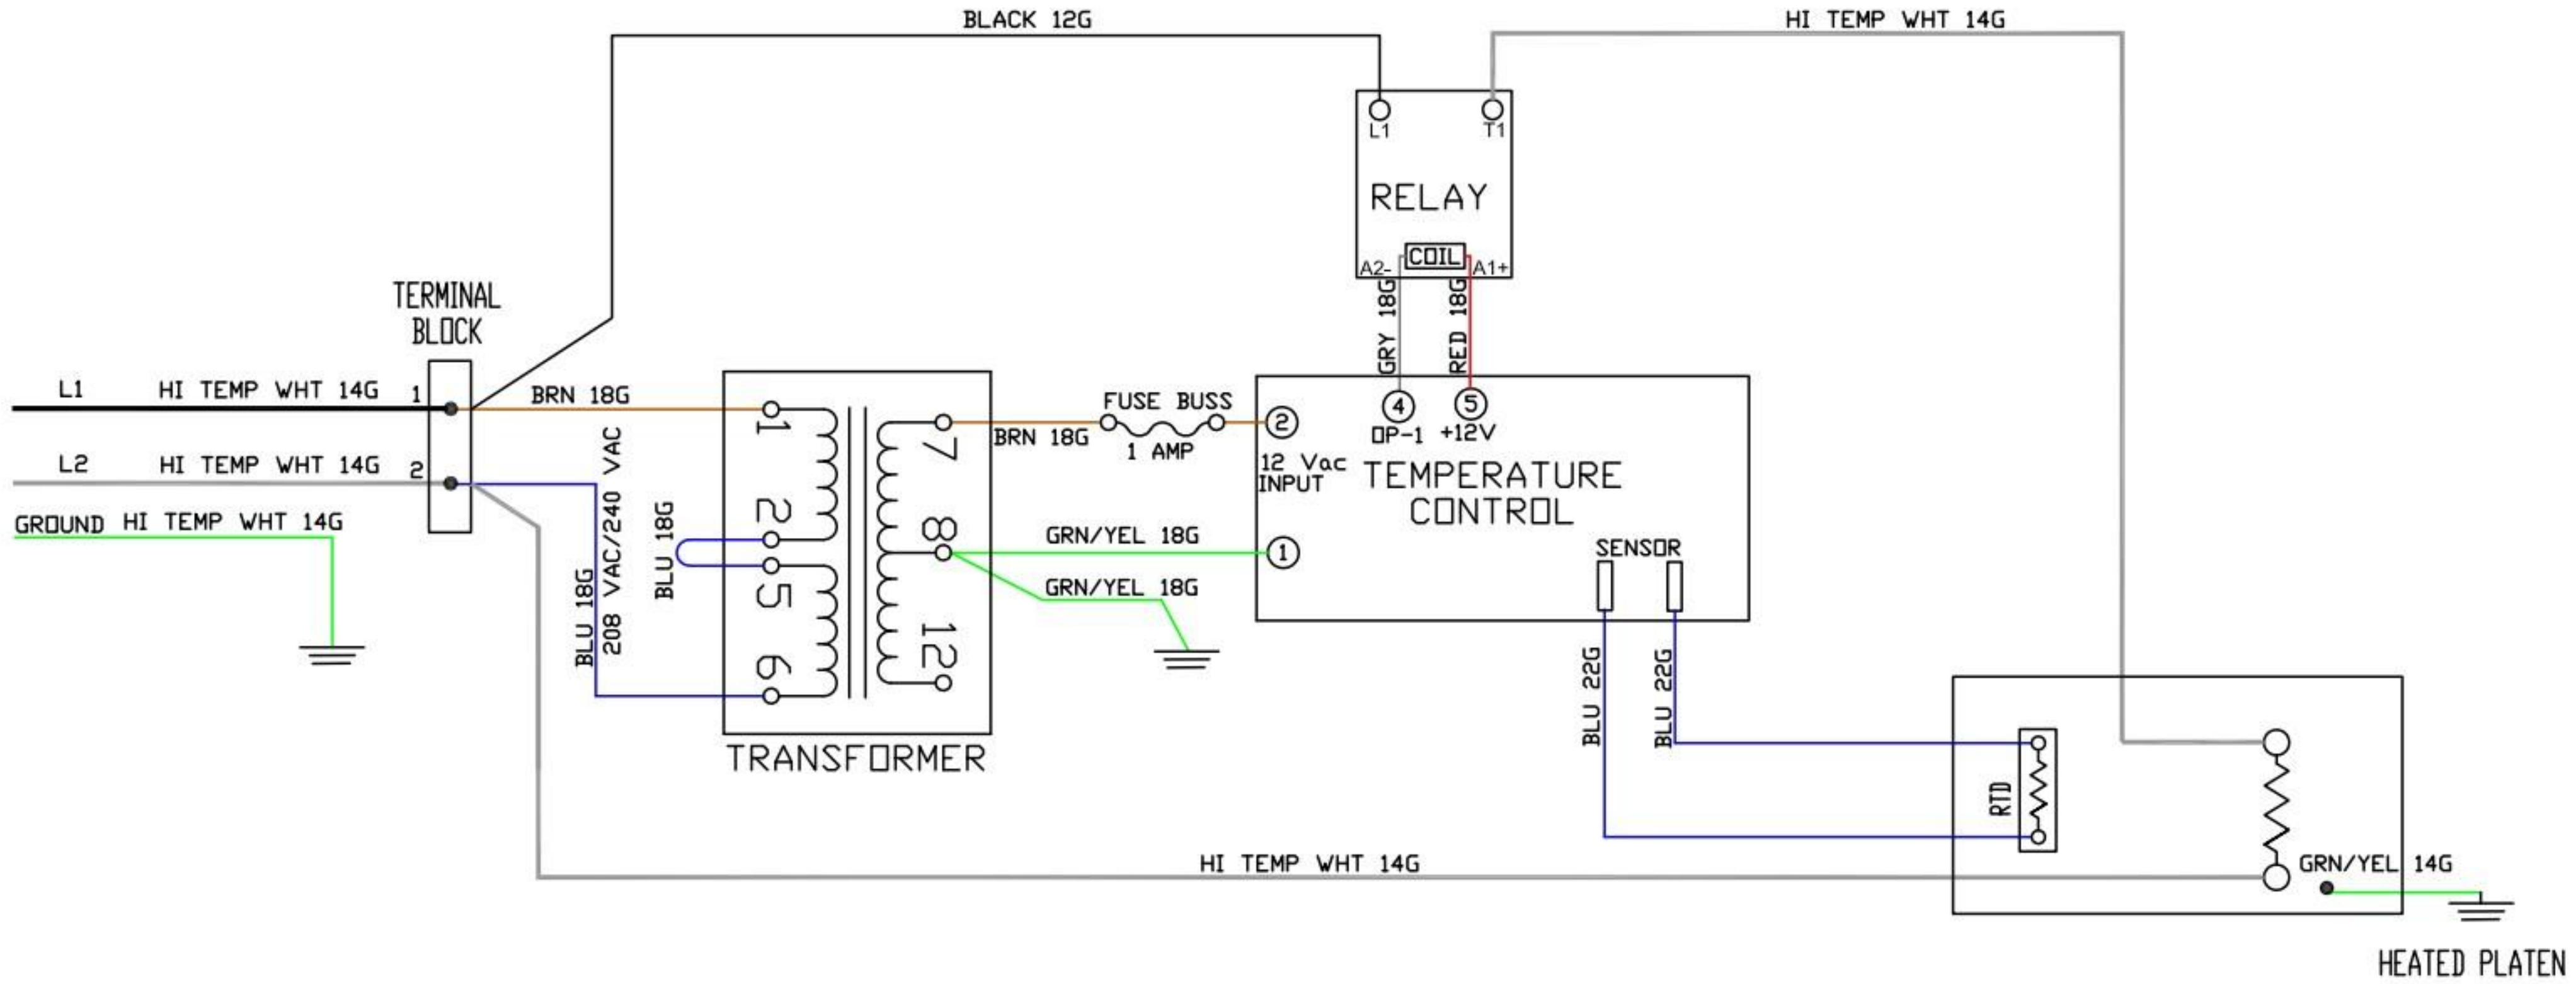 BLACK 12G
HI TEMP WHT 14G
L1
T1
RELAY
COIL
A2-
A1+
GRY 18G
RED 18G
TERMINAL
BLOCK
L1 HI TEMP WHT 14G 1
BRN 18G
L2 HI TEMP WHT 14G 2
GROUND HI TEMP WHT 14G
BLU 18G
208 VAC/240 VAC
BLU 18G
1
2
5
6
7
8
12
TRANSFORMER
BRN 18G
FUSE BUSS
1 AMP
GRN/YEL 18G
GRN/YEL 18G
2
4
5
OP-1
+12V
12 Vac
INPUT
TEMPERATURE
CONTROL
1
SENSOR
BLU 22G
BLU 22G
RTD
HI TEMP WHT 14G
GRN/YEL 14G
HEATED PLATEN